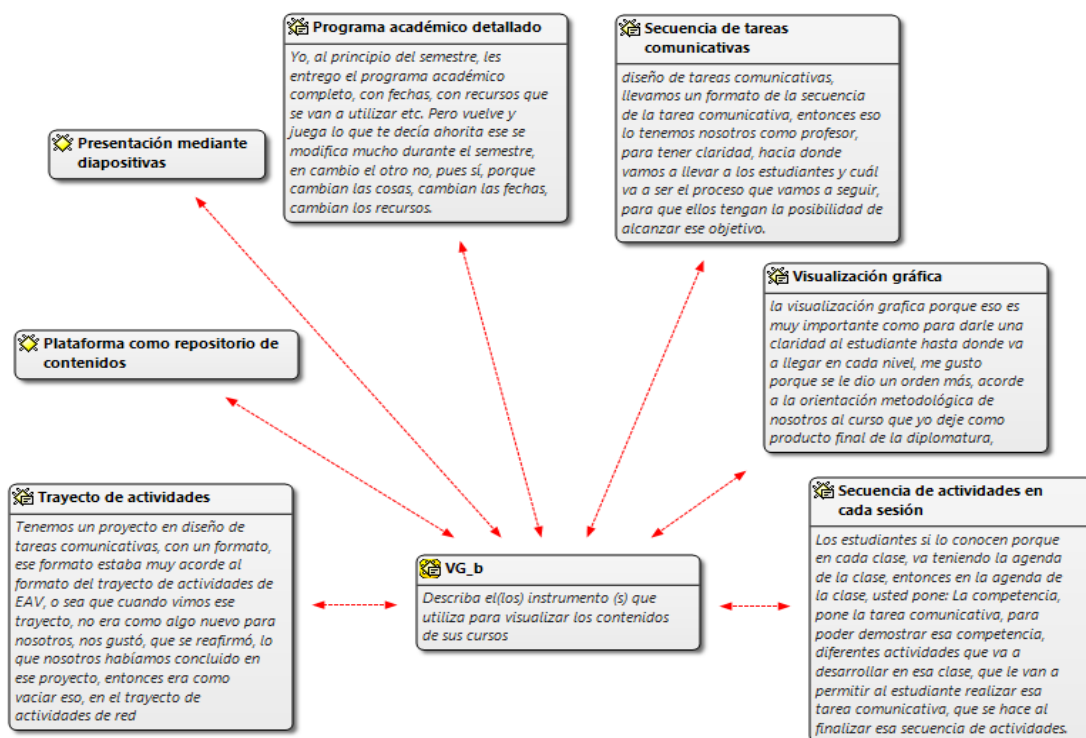 Programa académico detallado
Yo, al principio del semestre, les
entrego el programa académico
completo, con fechas, con recursos que
se van a utilizar etc. Pero vuelve y
juega lo que te decía ahorita ese se
modifica mucho durante el semestre,
en cambio el otro no, pues sí, porque
cambian las cosas, cambian las fechas,
cambian los recursos.
Secuencia de tareas
comunicativas
diseño de tareas comunicativas,
llevamos un formato de la secuencia
de la tarea comunicativa, entonces eso
lo tenemos nosotros como profesor,
para tener claridad, hacia donde
vamos a llevar a los estudiantes y cuál
va a ser el proceso que vamos a seguir,
para que ellos tengan la posibilidad de
alcanzar ese objetivo.
Presentación mediante
diapositivas
Visualización gráfica
la visualización grafica porque eso es
muy importante como para darle una
claridad al estudiante hasta donde va
a llegar en cada nivel, me gusto
porque se le dio un orden más, acorde
a la orientación metodológica de
nosotros al curso que yo deje como
producto final de la diplomatura,
Plataforma como repositorio de
contenidos
Trayecto de actividades
Tenemos un proyecto en diseño de
tareas comunicativas, con un formato,
ese formato estaba muy acorde al
formato del trayecto de actividades de
EAV, o sea que cuando vimos ese
trayecto, no era como algo nuevo para
nosotros, nos gustó, que se reafirmó, lo
que nosotros habíamos concluido en
ese proyecto, entonces era como
vaciar eso, en el trayecto de
actividades de red
VG_b
Describa el(los) instrumento (s) que
utiliza para visualizar los contenidos
de sus cursos
Secuencia de actividades en
cada sesión
Los estudiantes si lo conocen porque
en cada clase, va teniendo la agenda
de la clase, entonces en la agenda de
la clase, usted pone: La competencia,
pone la tarea comunicativa, para
poder demostrar esa competencia,
diferentes actividades que va a
desarrollar en esa clase, que le van a
permitir al estudiante realizar esa
tarea comunicativa, que se hace al
finalizar esa secuencia de actividades.